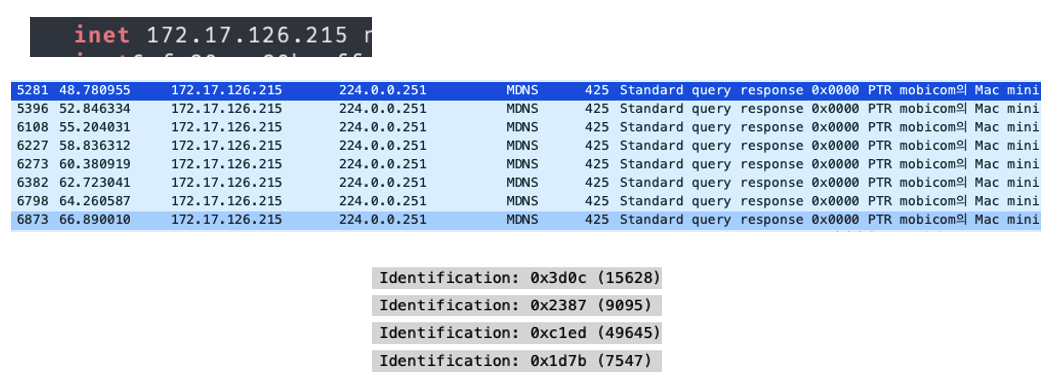 inet 172.17.126.215
5281 48.780955 172.17.126.215 224.0.0.251 MDNS 425 Standard query response 0x0000 PTR mobicom의 Mac mini
5396 52.846334 172.17.126.215 224.0.0.251 MDNS 425 Standard query response 0x0000 PTR mobicom의 Mac mini
6108 55.204031 172.17.126.215 224.0.0.251 MDNS 425 Standard query response 0x0000 PTR mobicom의 Mac mini
6227 58.836312 172.17.126.215 224.0.0.251 MDNS 425 Standard query response 0x0000 PTR mobicom의 Mac mini
6273 60.380919 172.17.126.215 224.0.0.251 MDNS 425 Standard query response 0x0000 PTR mobicom의 Mac mini
6382 62.723041 172.17.126.215 224.0.0.251 MDNS 425 Standard query response 0x0000 PTR mobicom의 Mac mini
6798 64.260587 172.17.126.215 224.0.0.251 MDNS 425 Standard query response 0x0000 PTR mobicom의 Mac mini
6873 66.890010 172.17.126.215 224.0.0.251 MDNS 425 Standard query response 0x0000 PTR mobicom의 Mac mini
Identification: 0x3d0c (15628)
Identification: 0x2387 (9095)
Identification: 0xc1ed (49645)
Identification: 0x1d7b (7547)